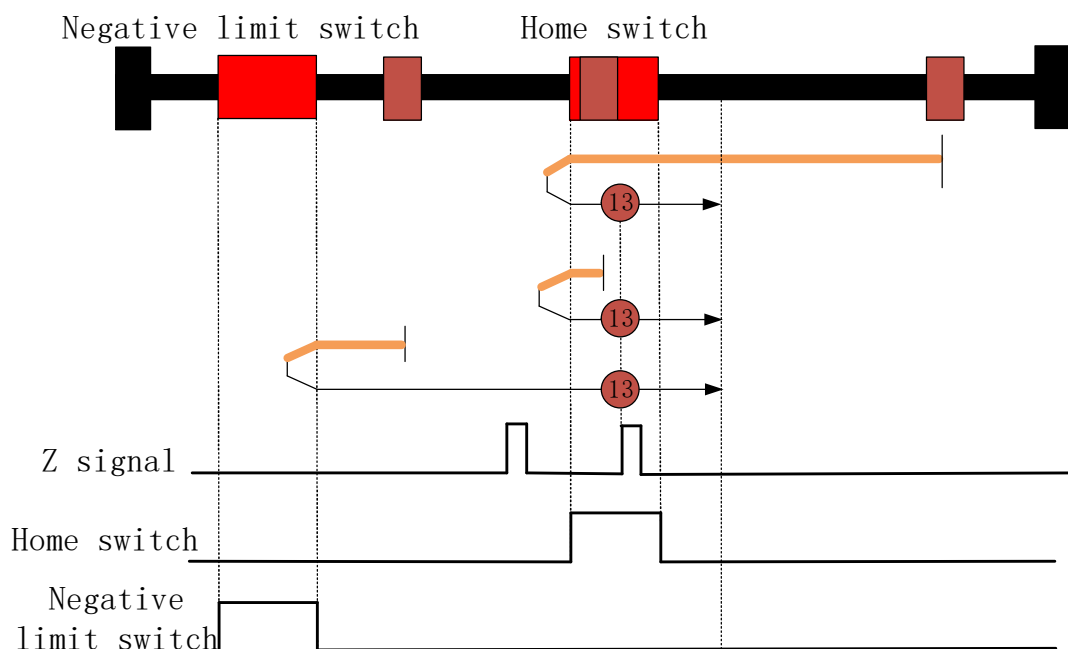 Negative limit switch
Home switch
13
13
13
Z signal
Home switch
Negative
limit switch